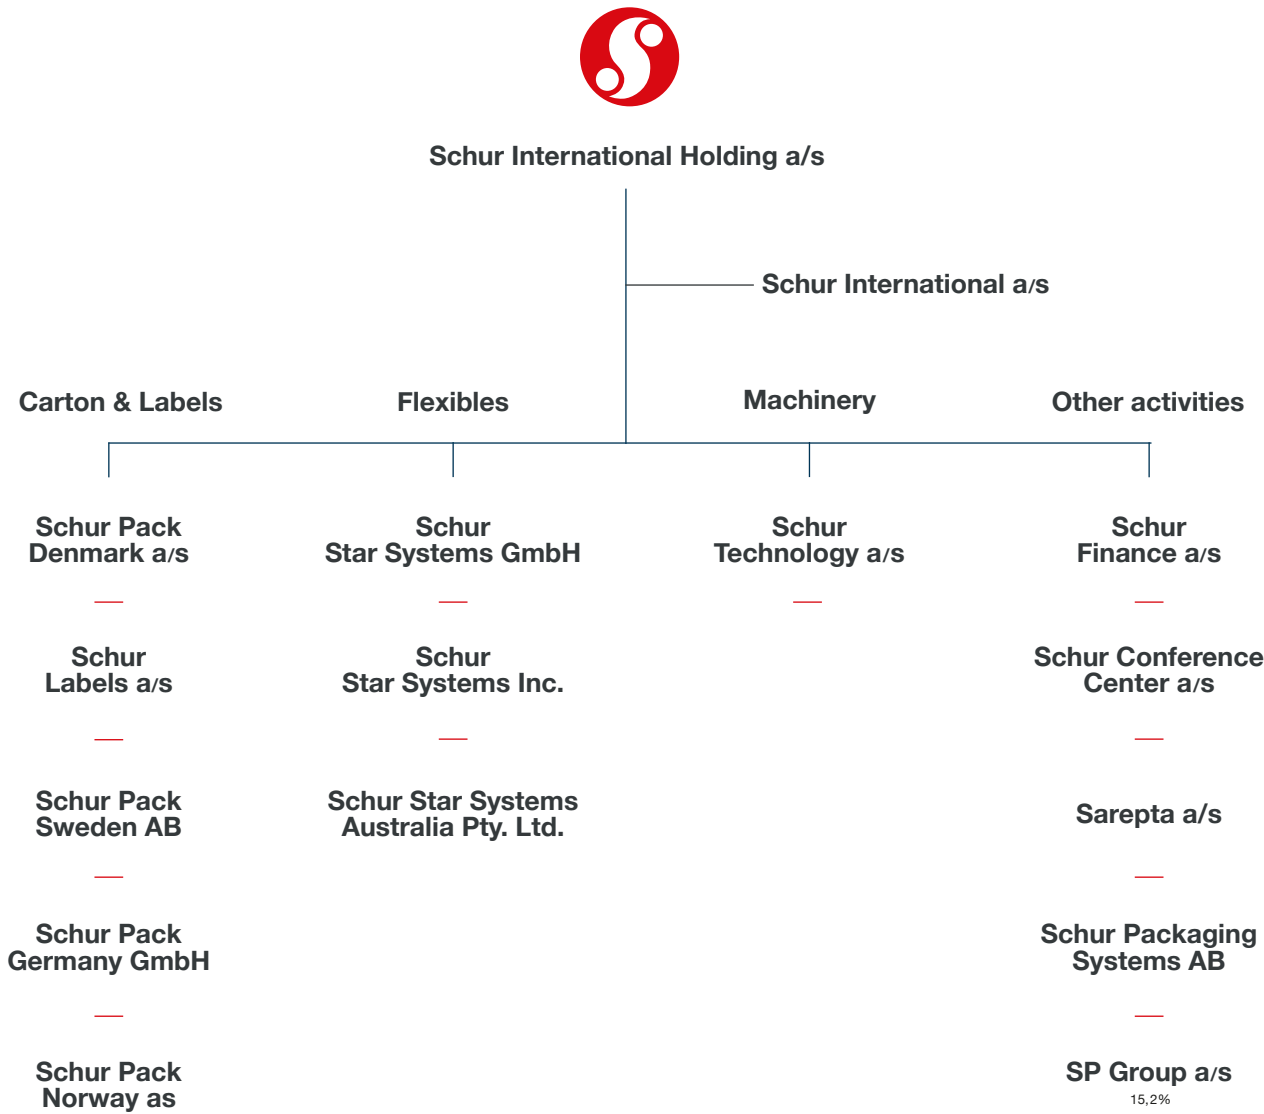 Schur International Holding a/s
Schur International a/s
Carton & Labels
Flexibles
Machinery
Other activities
Schur Pack
Denmark a/s
Schur
Labels a/s
Schur Pack
Sweden AB
Schur Pack
Germany GmbH
Schur Pack
Norway as
Schur
Star Systems GmbH
Schur
Star Systems Inc.
Schur Star Systems
Australia Pty. Ltd.
Schur
Technology a/s
Schur
Finance a/s
Schur Conference
Center a/s
Sarepta a/s
Schur Packaging
Systems AB
SP Group a/s
15,2%